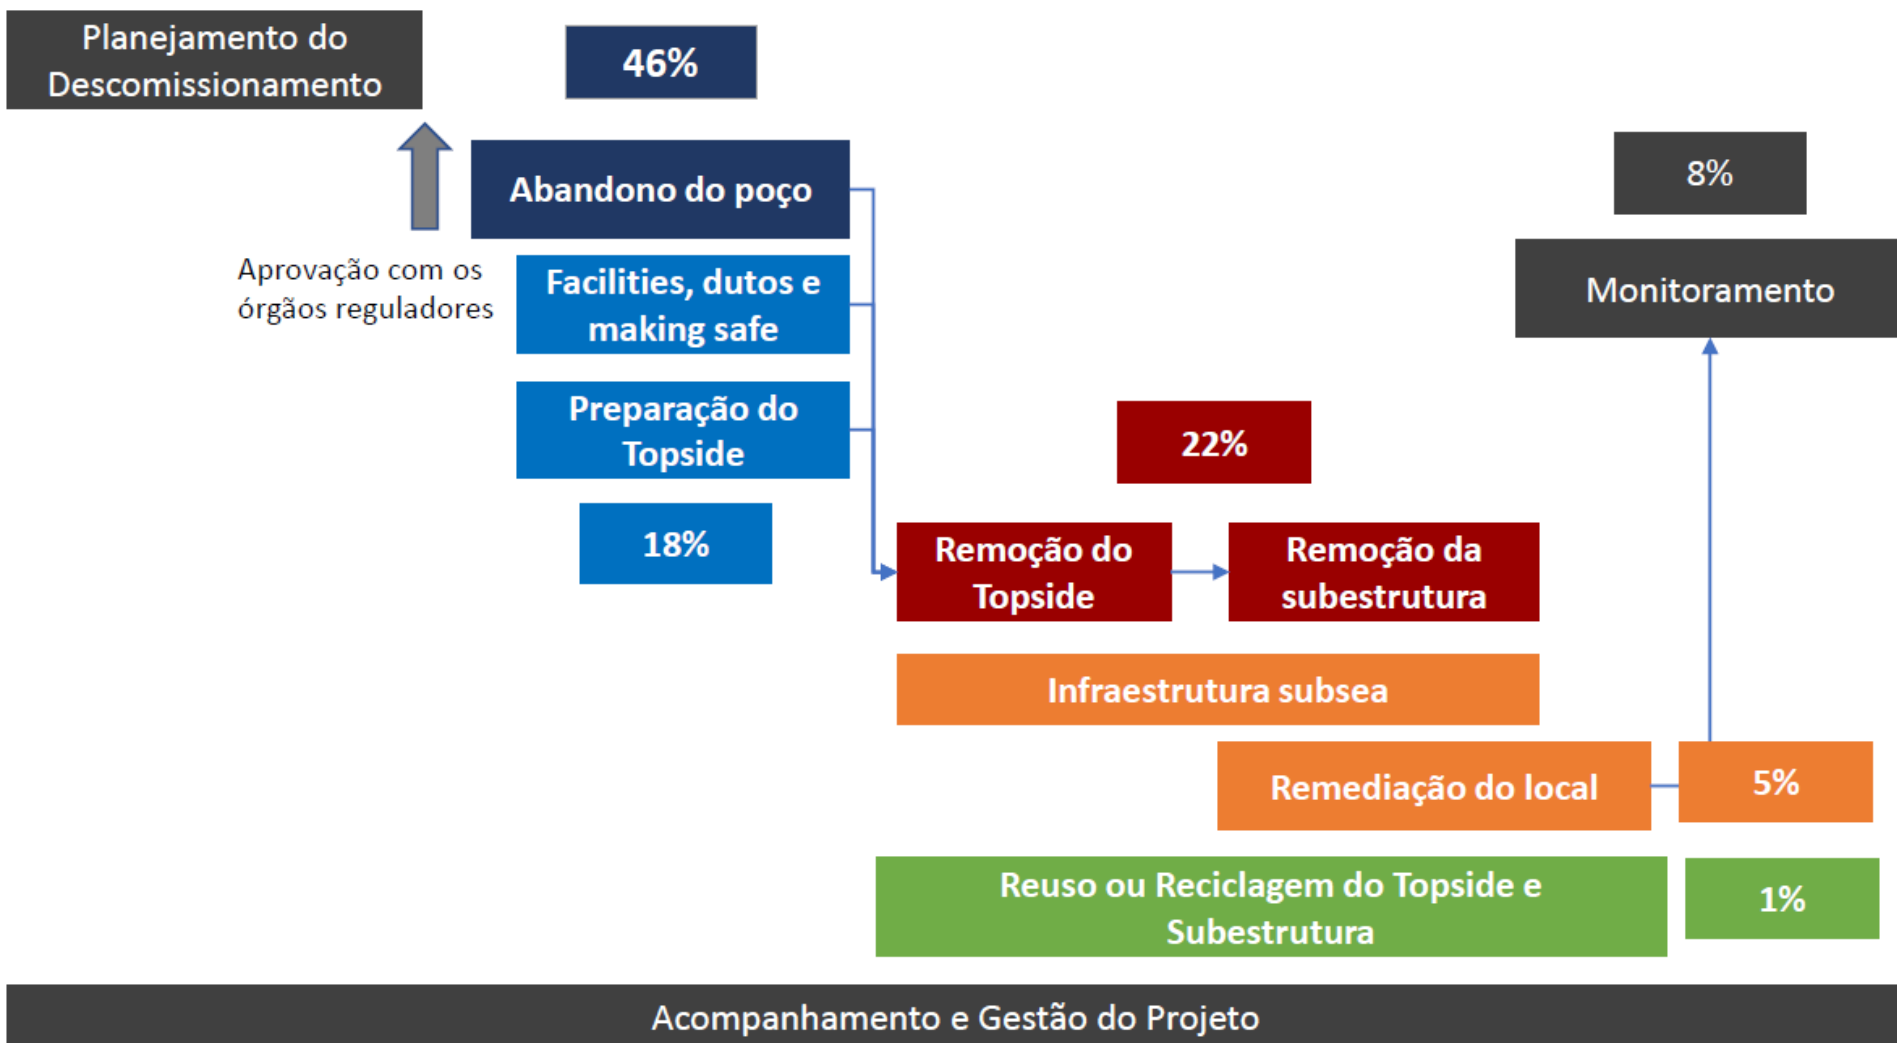 Planejamento do
Descomissionamento
46%
Abandono do poço
8%
Aprovação com os
órgãos reguladores
Facilities, dutos e
making safe
Monitoramento
Preparação do
Topside
22%
18%
Remoção do
Topside
Remoção da
subestrutura
Infraestrutura subsea
Remediação do local
5%
Reuso ou Reciclagem do Topside e
Subestrutura
1%
Acompanhamento e Gestão do Projeto